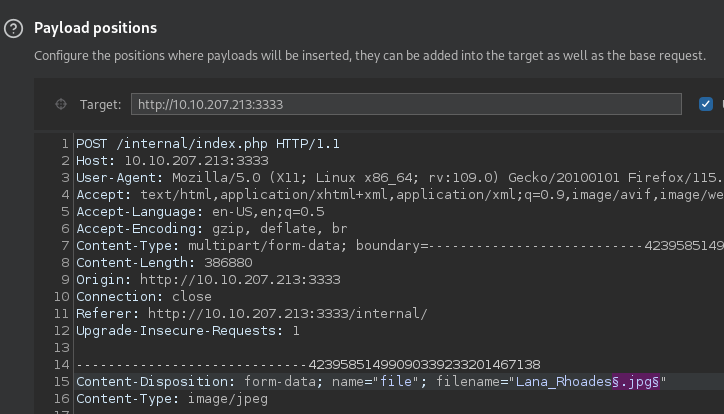 Payload positions
Configure the positions where payloads will be inserted, they can be added into the target as well as the base request.
Target: http://10.10.207.213:3333
1 POST /internal/index.php HTTP/1.1
2 Host: 10.10.207.213:3333
3 User-Agent: Mozilla/5.0 (X11; Linux x86_64; rv:109.0) Gecko/20100101 Firefox/115.
4 Accept: text/html,application/xhtml+xml,application/xml;q=0.9,image/avif,image/we
5 Accept-Language: en-US,en;q=0.5
6 Accept-Encoding: gzip, deflate, br
7 Content-Type: multipart/form-data; boundary=---------------------------4239585149
8 Content-Length: 386880
9 Origin: http://10.10.207.213:3333
10 Connection: close
11 Referer: http://10.10.207.213:3333/internal/
12 Upgrade-Insecure-Requests: 1
13
14 -----------------------------42395851499090339233201467138
15 Content-Disposition: form-data; name="file"; filename="Lana_Rhoades§.jpg§"
16 Content-Type: image/jpeg